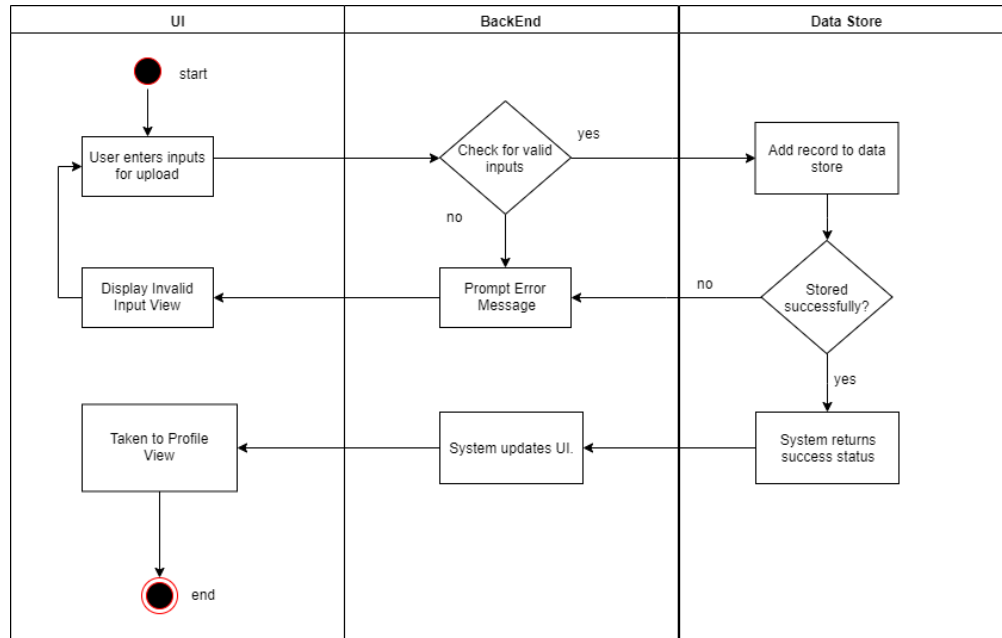 UI
BackEnd
Data Store
start
User enters inputs
for upload
Check for valid
inputs
yes
Add record to data
store
no
Display Invalid
Input View
Prompt Error
Message
no
Stored
successfully?
yes
Taken to Profile
View
System updates UI.
System returns
success status
end